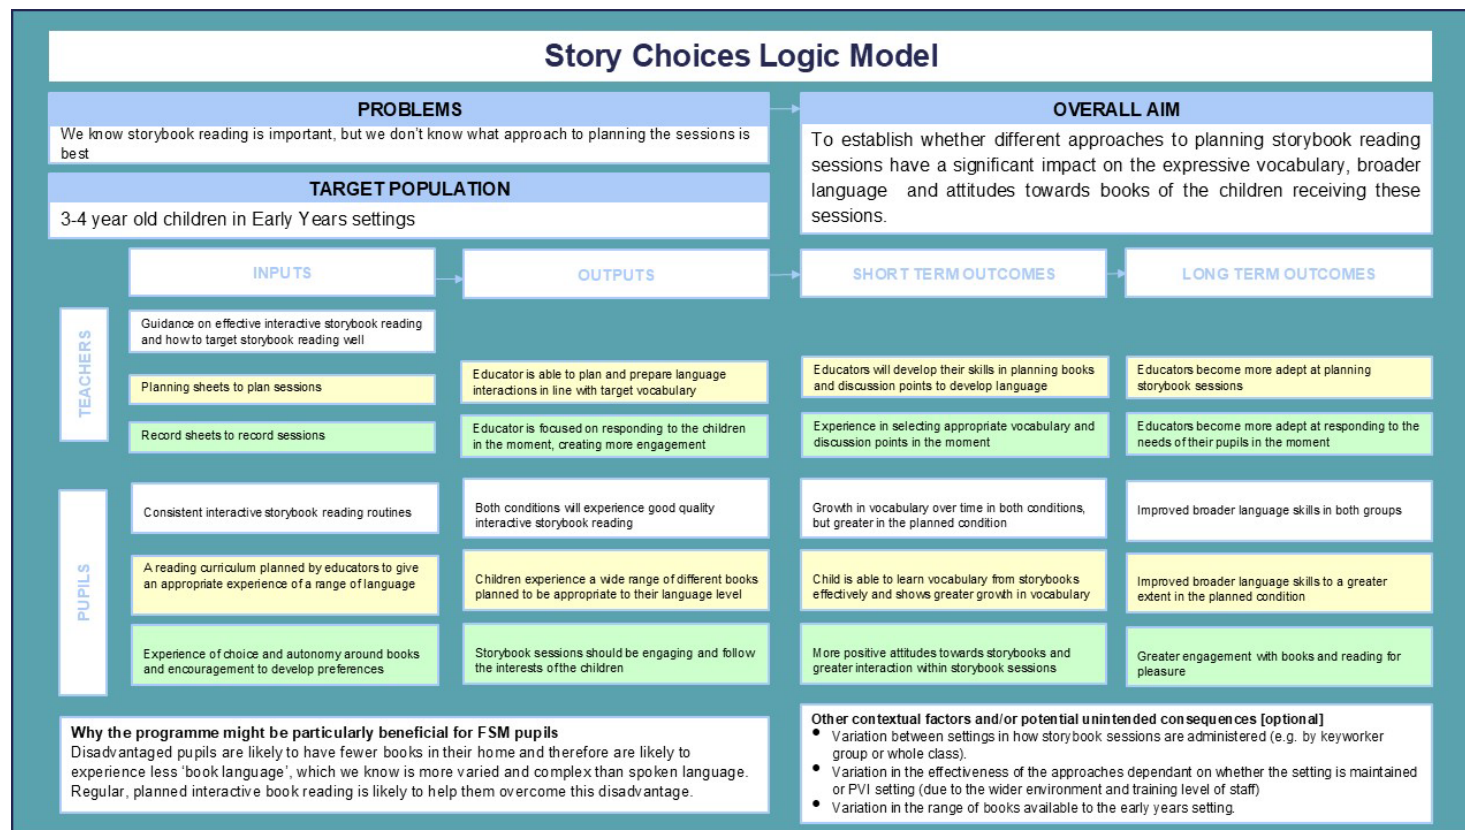 Story Choices Logic Model
PROBLEMS
We know storybook reading is important, but we don't know what approach to planning the sessions is
best
TARGET POPULATION
3-4 year old children in Early Years settings
OVERALL AIM
To establish whether different approaches to planning storybook reading
sessions have a significant impact on the expressive vocabulary, broader
language and attitudes towards books of the children receiving these
sessions.
INPUTS
OUTPUTS
SHORT TERM OUTCOMES
LONG TERM OUTCOMES
TEACHERS
Guidance on effective interactive storybook reading
and how to target storybook reading well
Planning sheets to plan sessions
Educator is able to plan and prepare language
interactions in line with target vocabulary
Educators will develop their skills in planning books
and discussion points to develop language
Educators become more adept at planning
storybook sessions
Record sheets to record sessions
Educator is focused on responding to the children
in the moment, creating more engagement
Experience in selecting appropriate vocabulary and
discussion points in the moment
Educators become more adept at responding to the
needs of their pupils in the moment
PUPILS
Consistent interactive storybook reading routines
Both conditions will experience good quality
interactive storybook reading
Growth in vocabulary over time in both conditions,
but greater in the planned condition
Improved broader language skills in both groups
A reading curriculum planned by educators to give
an appropriate experience of a range of language
Children experience a wide range of different books
planned to be appropriate to their language level
Child is able to learn vocabulary from storybooks
effectively and shows greater growth in vocabulary
Improved broader language skills to a greater
extent in the planned condition
Experience of choice and autonomy around books
and encouragement to develop preferences
Storybook sessions should be engaging and follow
the interests of the children
More positive attitudes towards storybooks and
greater interaction within storybook sessions
Greater engagement with books and reading for
pleasure
Why the programme might be particularly beneficial for FSM pupils
Disadvantaged pupils are likely to have fewer books in their home and therefore are likely to
experience less 'book language', which we know is more varied and complex than spoken language.
Regular, planned interactive book reading is likely to help them overcome this disadvantage.
Other contextual factors and/or potential unintended consequences [optional]
• Variation between settings in how storybook sessions are administered (e.g. by keyworker
group or whole class).
• Variation in the effectiveness of the approaches dependant on whether the setting is maintained
or PVI setting (due to the wider environment and training level of staff)
• Variation in the range of books available to the early years setting.